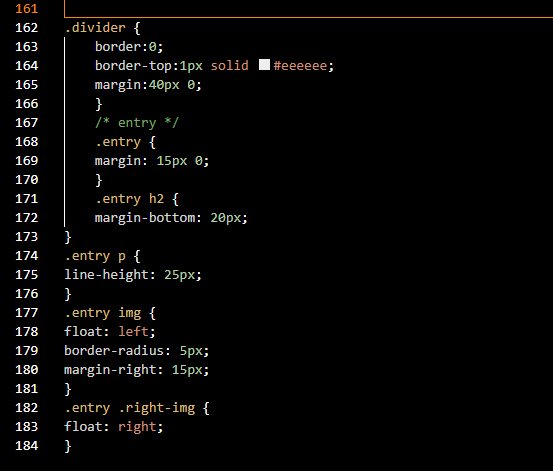 161
162 .divider {
163     border:0;
164     border-top:1px solid #eeeeee;
165     margin:40px 0;
166     }
167     /* entry */
168     .entry {
169     margin: 15px 0;
170     }
171     .entry h2 {
172     margin-bottom: 20px;
173 }
174 .entry p {
175 line-height: 25px;
176 }
177 .entry img {
178 float: left;
179 border-radius: 5px;
180 margin-right: 15px;
181 }
182 .entry .right-img {
183 float: right;
184 }